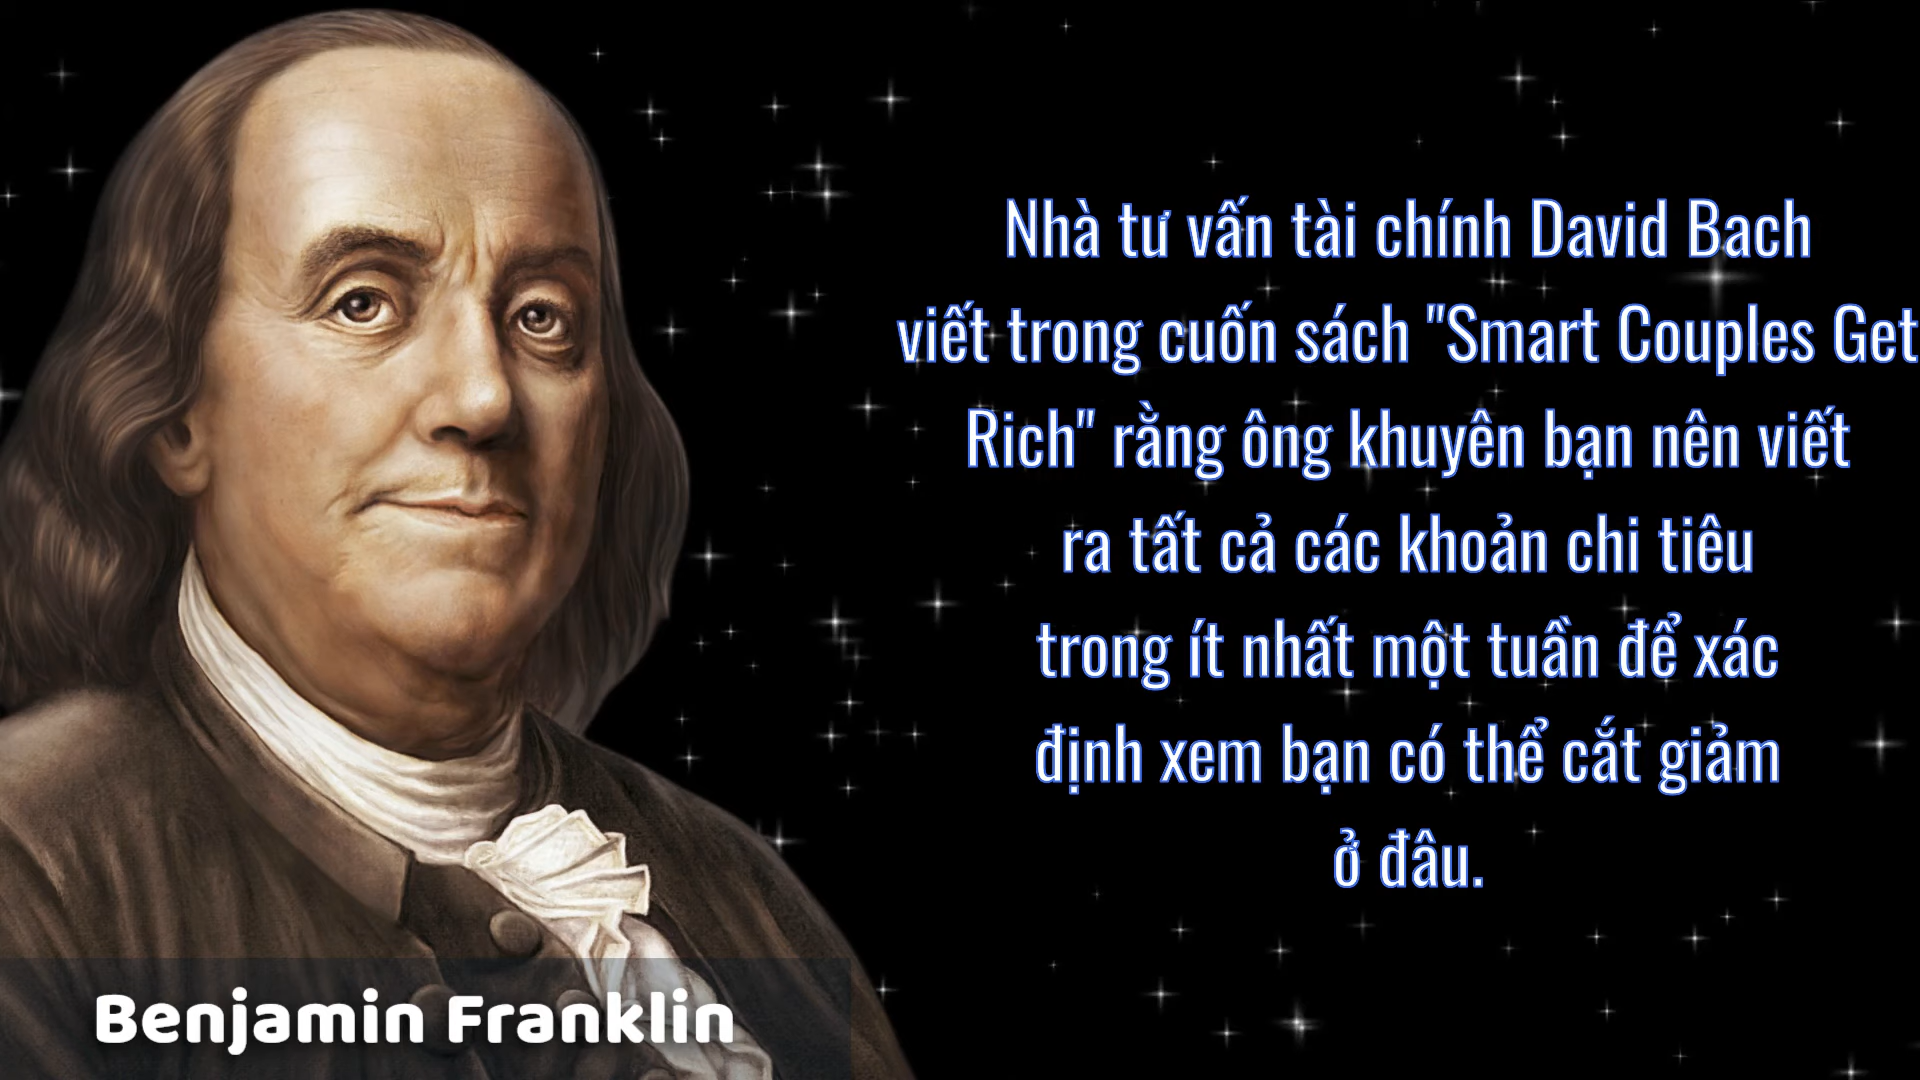 Nhà tư vấn tài chính David Bach
viết trong cuốn sách "Smart Couples Get
Rich" rằng ông khuyên bạn nên viết
ra tất cả các khoản chi tiêu
trong ít nhất một tuần để xác
định xem bạn có thể cắt giảm
ở đâu.
Benjamin Franklin